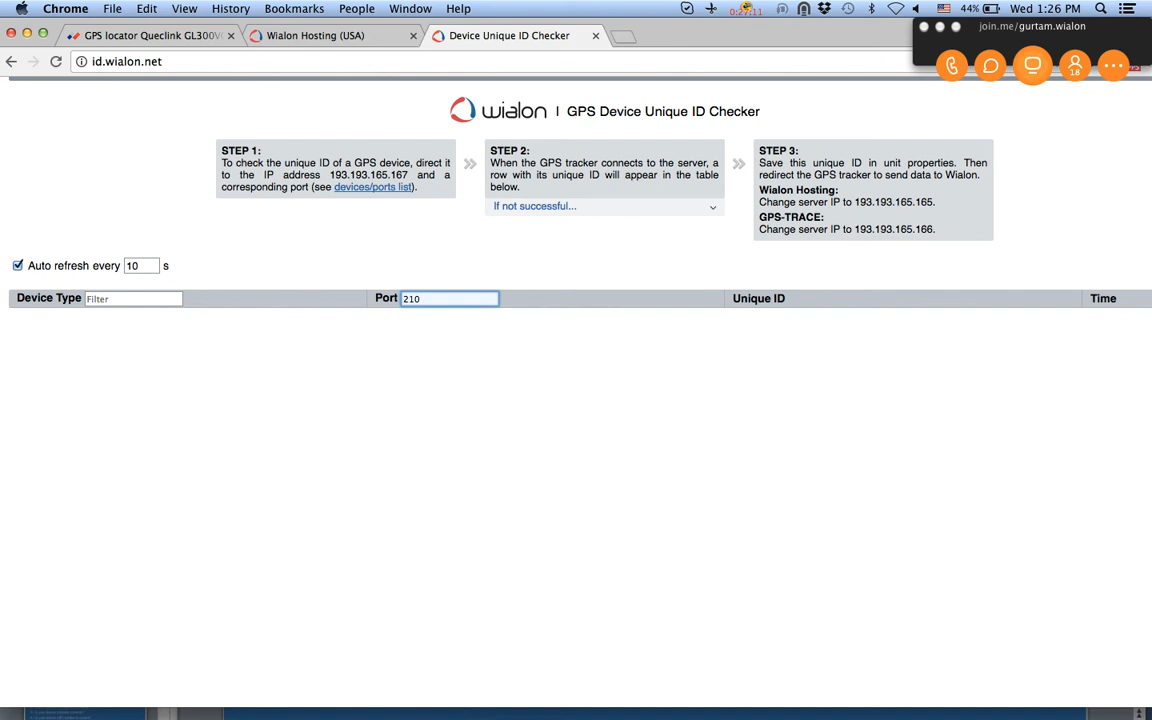 Chrome File Edit View History Bookmarks People Window Help
0:27:11
44% Wed 1:26 PM
GPS locator Queclink GL300V
Wialon Hosting (USA)
Device Unique ID Checker
join.me/gurtam.wialon
id.wialon.net
18
wialon | GPS Device Unique ID Checker
STEP 1:
To check the unique ID of a GPS device, direct it
to the IP address 193.193.165.167 and a
corresponding port (see devices/ports list).
STEP 2:
When the GPS tracker connects to the server, a
row with its unique ID will appear in the table
below.
If not successful...
STEP 3:
Save this unique ID in unit properties. Then
redirect the GPS tracker to send data to Wialon.
Wialon Hosting:
Change server IP to 193.193.165.165.
GPS-TRACE:
Change server IP to 193.193.165.166.
Auto refresh every 10 s
Device Type Filter Port 210 Unique ID Time